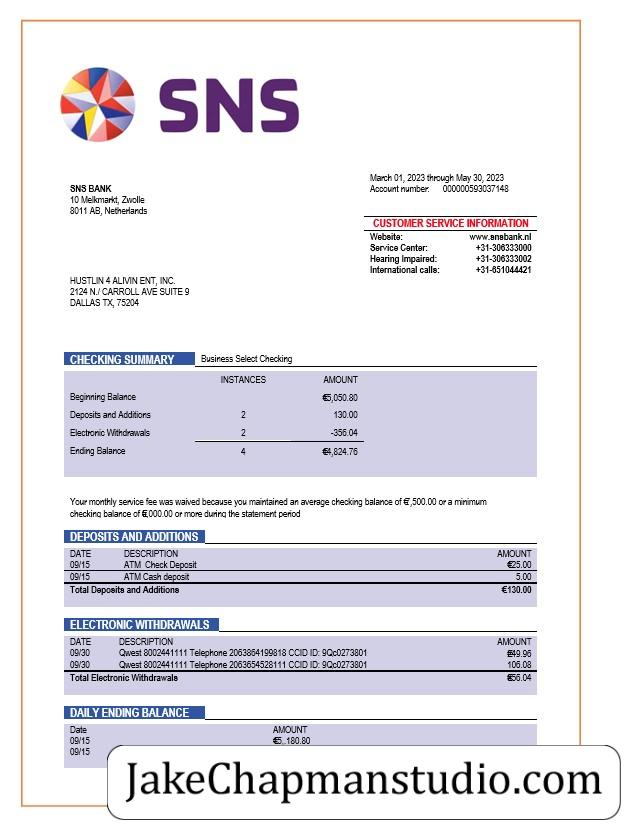 SNS
March 01, 2023 through May 30, 2023
Account number: 000000593037148
SNS BANK
10 Melkmarkt, Zwolle
8011 AB, Netherlands
CUSTOMER SERVICE INFORMATION
Website: www.snsbank.nl
Service Center: +31-306333000
Hearing Impaired: +31-306333002
International calls: +31-651044421
HUSTLIN 4 ALIVIN ENT, INC.
2124 N./ CARROLL AVE SUITE 9
DALLAS TX, 75204
CHECKING SUMMARY Business Select Checking
INSTANCES AMOUNT
Beginning Balance €5,050.80
Deposits and Additions 2 130.00
Electronic Withdrawals 2 -356.04
Ending Balance 4 €4,824.76
Your monthly service fee was waived because you maintained an average checking balance of €7,500.00 or a minimum
checking balance of €,000.00 or more during the statement period
DEPOSITS AND ADDITIONS
DATE DESCRIPTION AMOUNT
09/15 ATM Check Deposit €25.00
09/15 ATM Cash deposit 5.00
Total Deposits and Additions €130.00
ELECTRONIC WITHDRAWALS
DATE DESCRIPTION AMOUNT
09/30 Qwest 8002441111 Telephone 2063864199818 CCID ID: 9Qc0273801 €49.96
09/30 Qwest 8002441111 Telephone 2063654528111 CCID ID: 9Qc0273801 106.08
Total Electronic Withdrawals €56.04
DAILY ENDING BALANCE
Date AMOUNT
09/15 €5,.180.80
09/15
JakeChapmanstudio.com